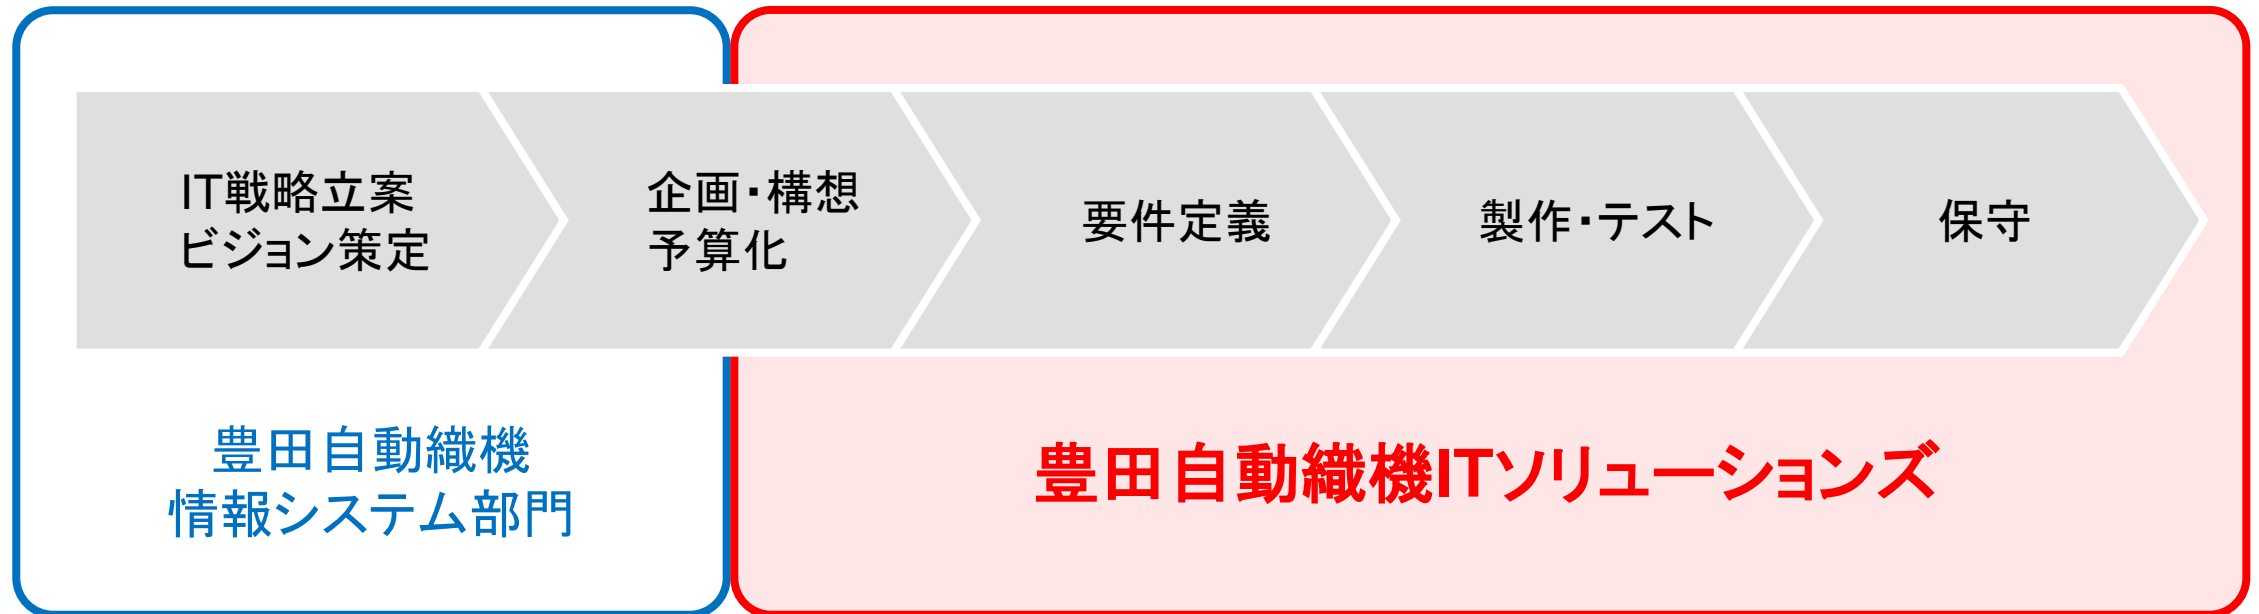 IT戦略立案
ビジョン策定
企画・構想
予算化
要件定義
製作・テスト
保守
豊田自動織機
情報システム部門
豊田自動織機ITソリューションズ